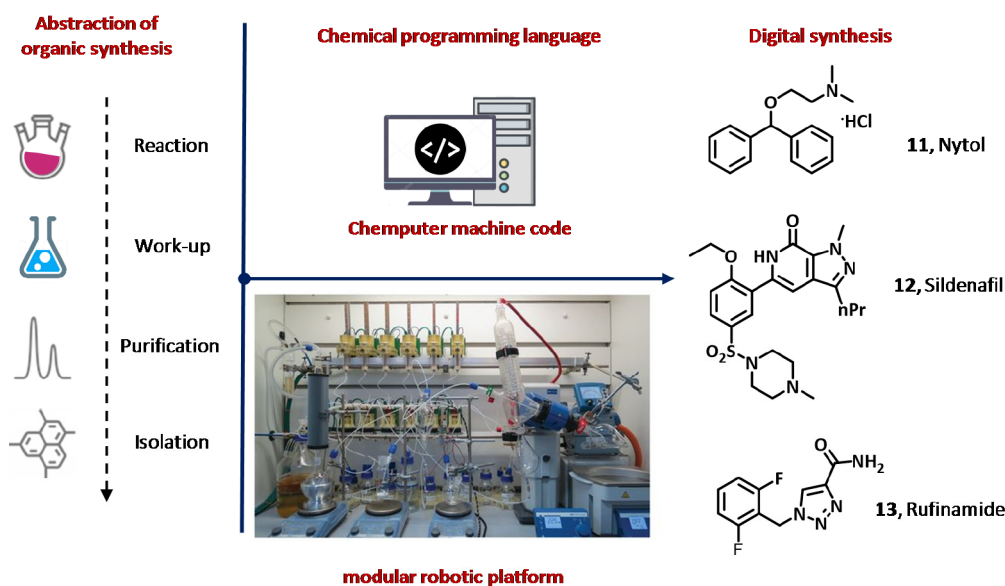 Abstraction of
organic synthesis
Reaction
Work-up
Purification
Isolation
Chemical programming language
</>
Chemputer machine code
modular robotic platform
Digital synthesis
N
O
·HCl
11, Nytol
O
O
HN
N
N
nPr
O₂S
N
N
12, Sildenafil
O
NH₂
F
N
N
N
F
13, Rufinamide